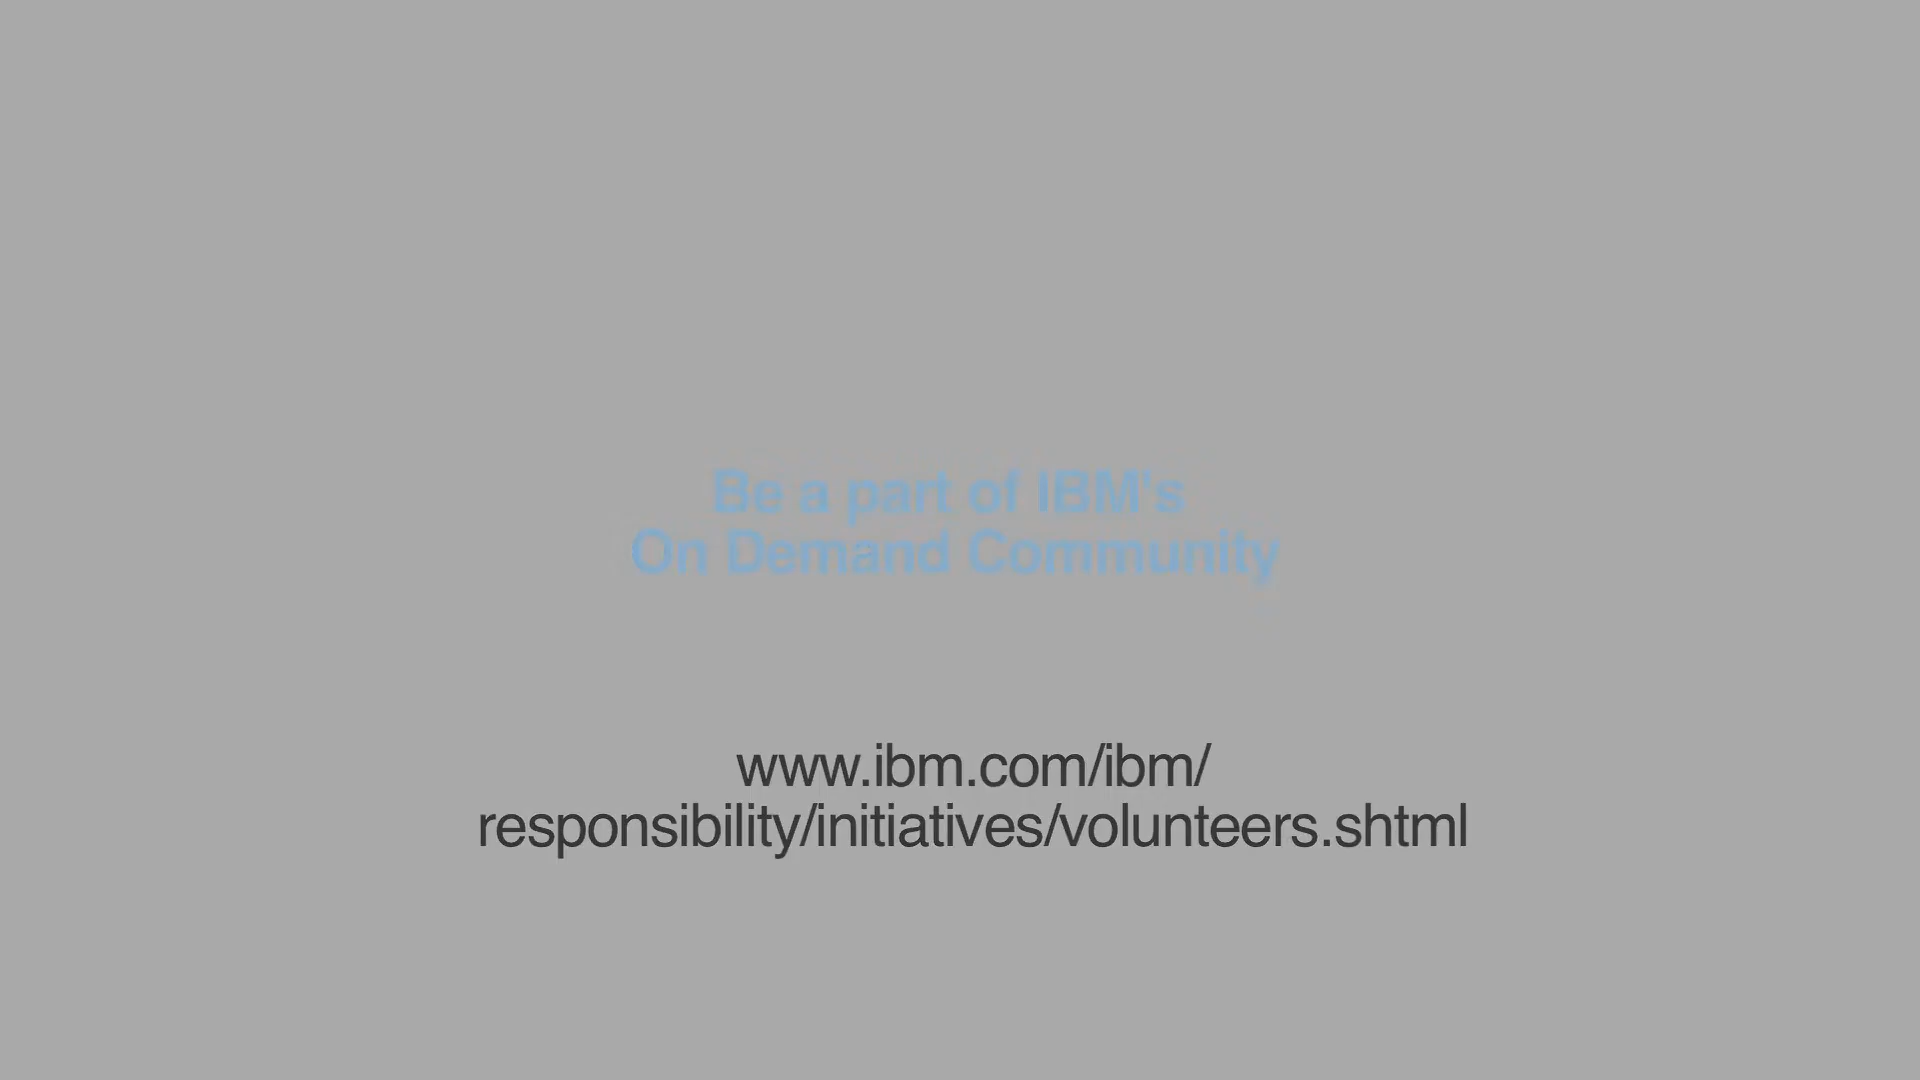 Be a part of IBM's
On Demand Community
www.ibm.com/ibm/
responsibility/initiatives/volunteers.shtml